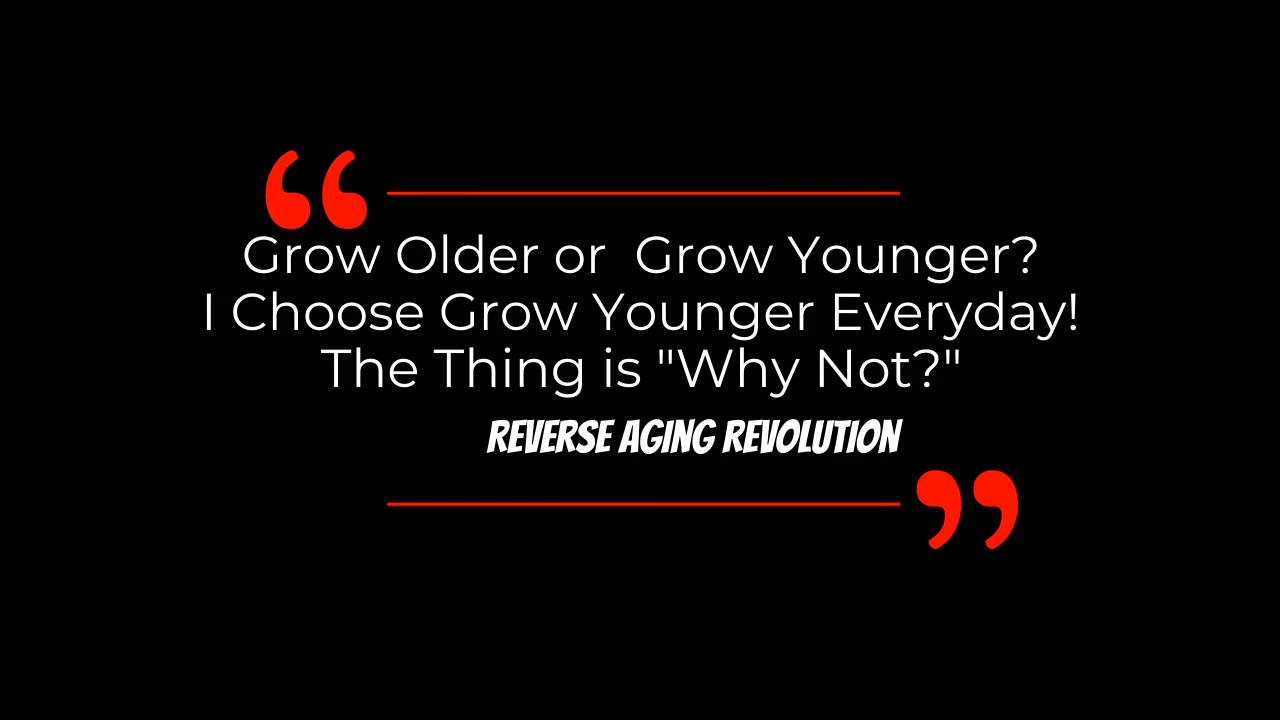 Grow Older or  Grow Younger?
I Choose Grow Younger Everyday!
The Thing is "Why Not?"
REVERSE AGING REVOLUTION